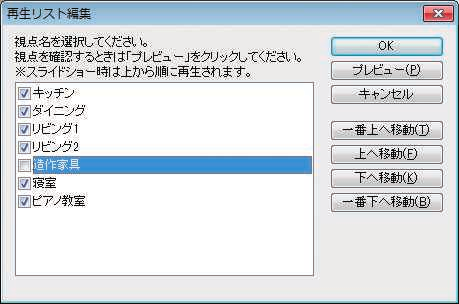 再生リスト編集
視点名を選択してください。
視点を確認するときは「プレビュー」をクリックしてください。
※スライドショー時は上から順に再生されます。
キッチン
ダイニング
リビング1
リビング2
造作家具
寝室
ピアノ教室
OK
プレビュー(P)
キャンセル
一番上へ移動(T)
上へ移動(F)
下へ移動(K)
一番下へ移動(B)